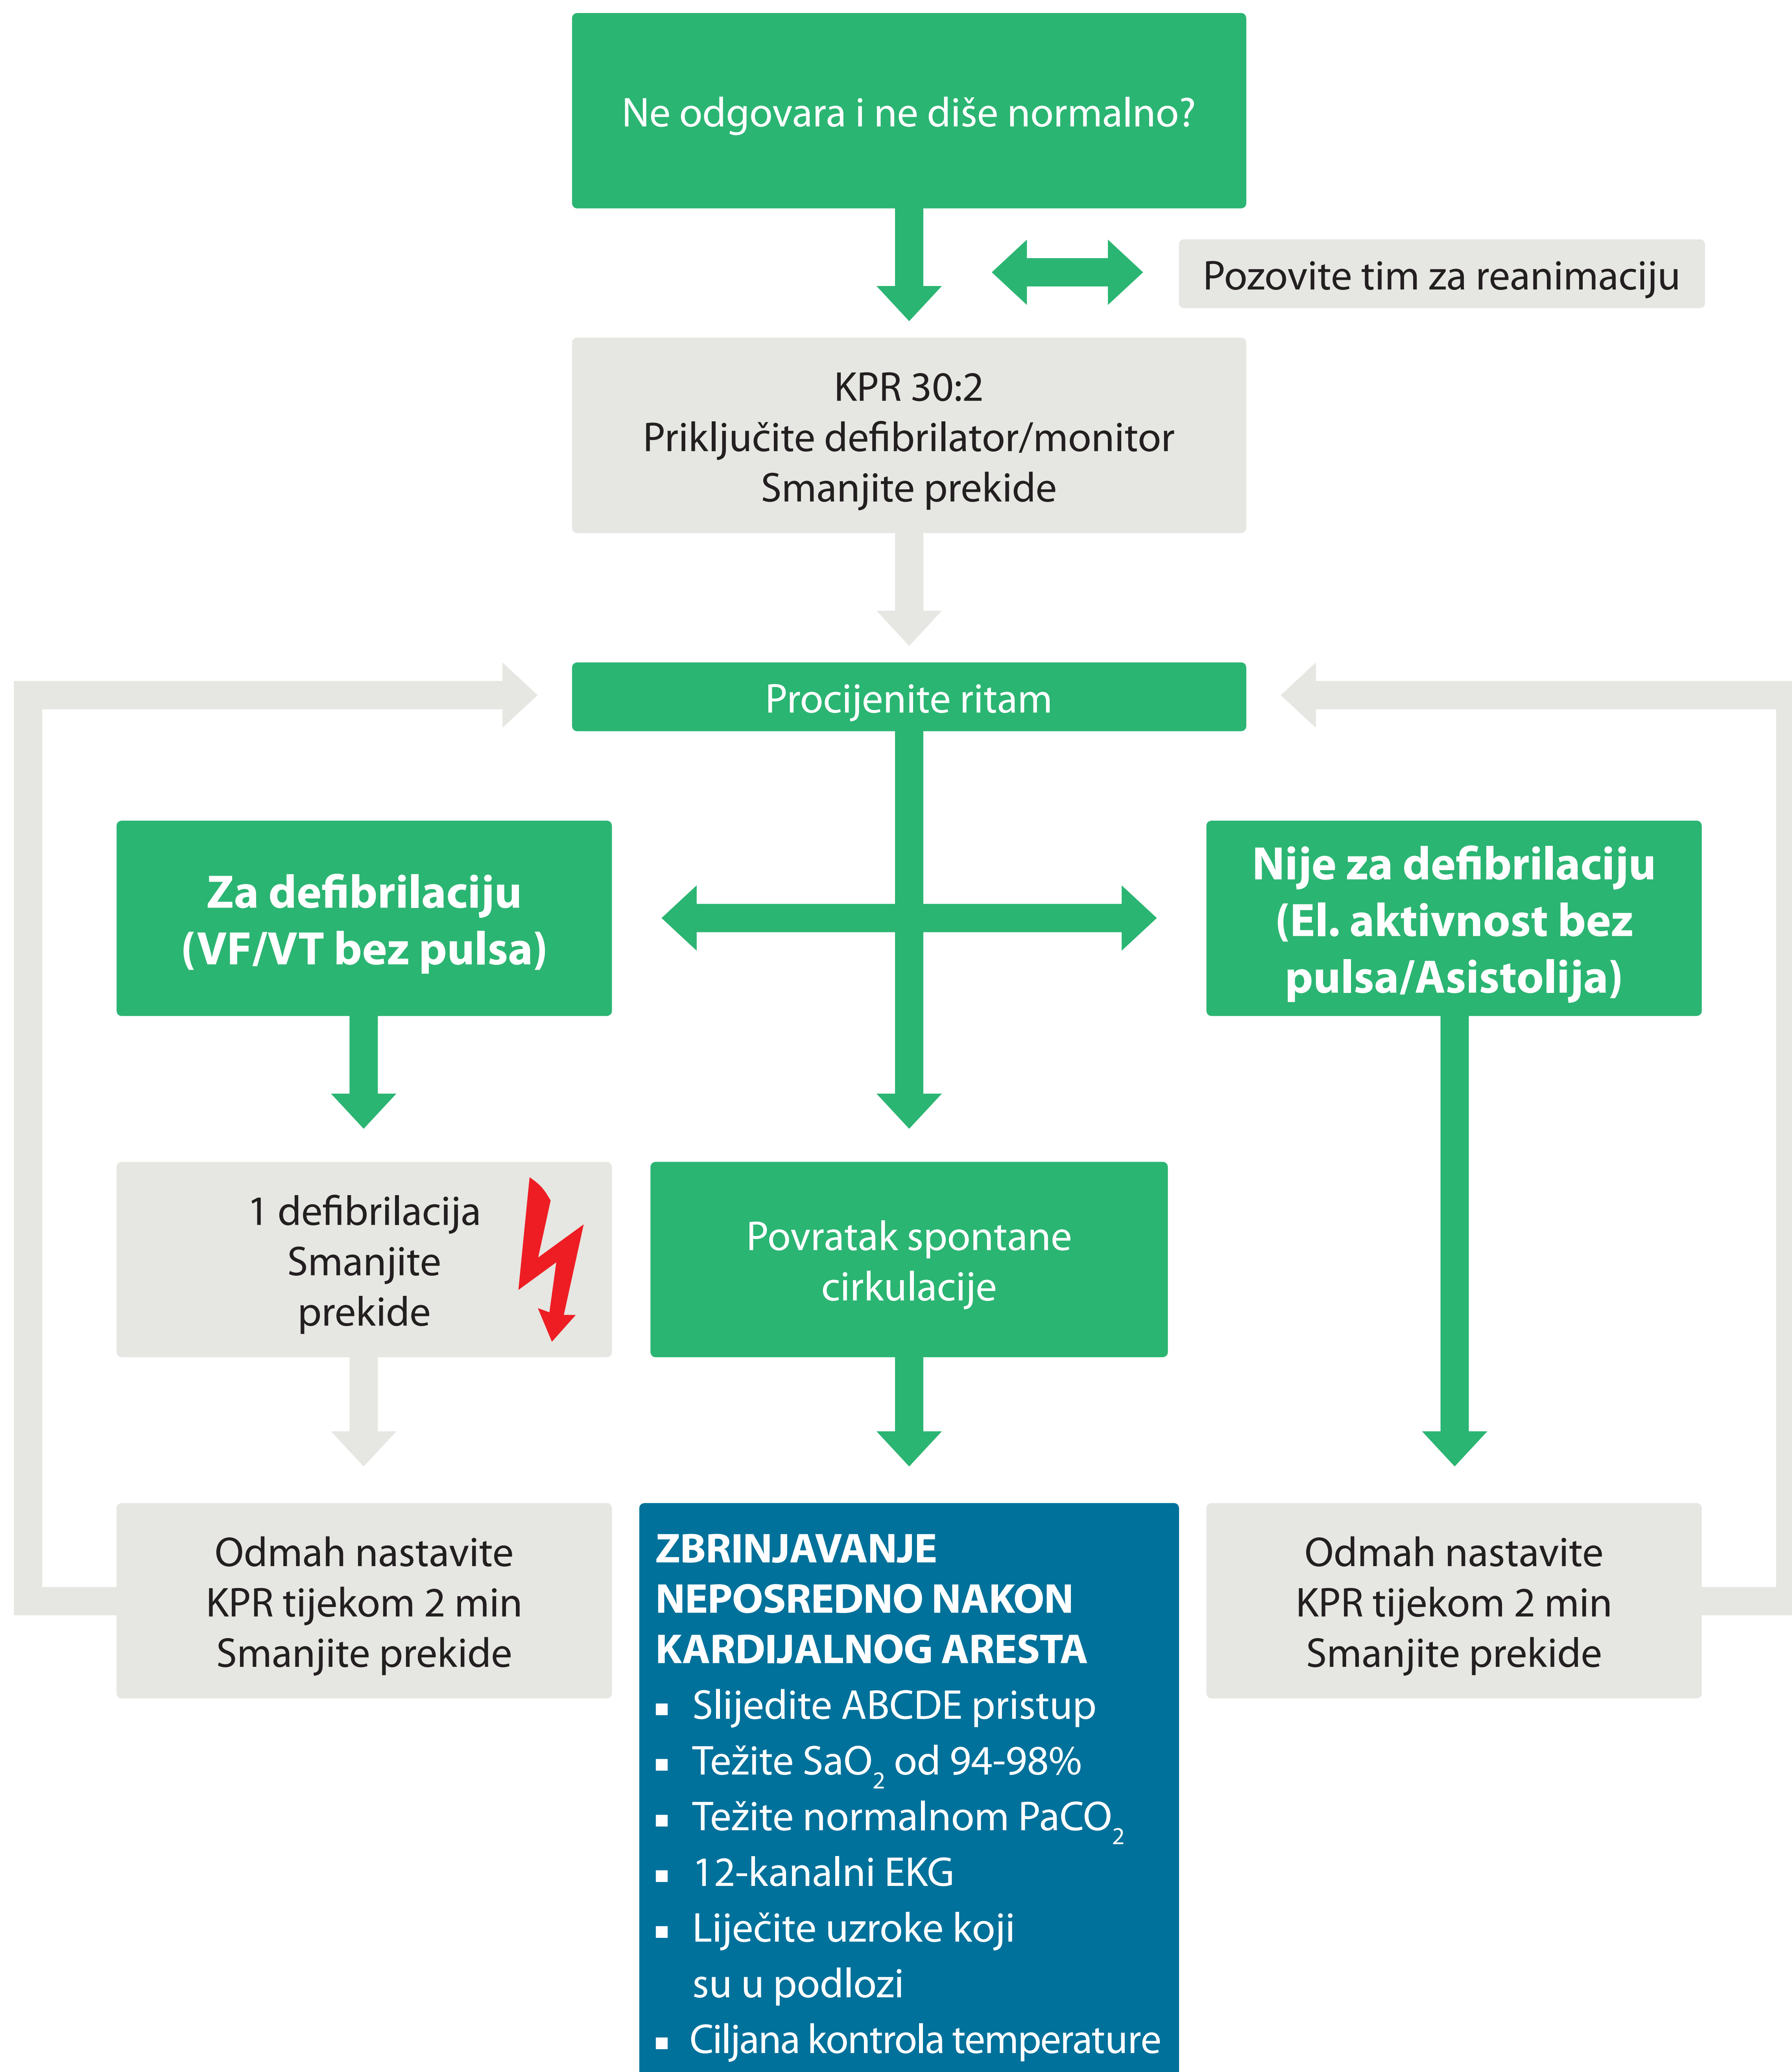 Ne odgovara i ne diše normalno?
Pozovite tim za reanimaciju
KPR 30:2
Priključite defibrilator/monitor
Smanjite prekide
Procijenite ritam
Za defibrilaciju
(VF/VT bez pulsa)
Nije za defibrilaciju
(El. aktivnost bez
pulsa/Asistolija)
1 defibrilacija
Smanjite
prekide
Povratak spontane
cirkulacije
Odmah nastavite
KPR tijekom 2 min
Smanjite prekide
ZBRINJAVANJE
NEPOSREDNO NAKON
KARDIJALNOG ARESTA
▪ Slijedite ABCDE pristup
▪ Težite SaO₂ od 94-98%
▪ Težite normalnom PaCO₂
▪ 12-kanalni EKG
▪ Liječite uzroke koji
su u podlozi
▪ Ciljana kontrola temperature
Odmah nastavite
KPR tijekom 2 min
Smanjite prekide